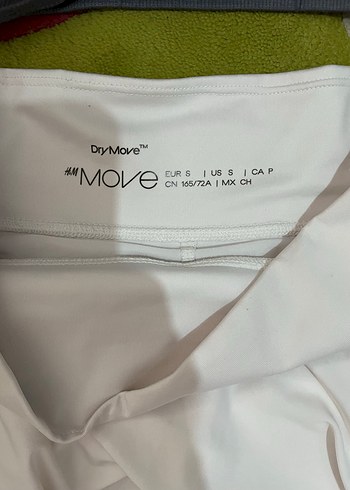 DryMove™
H&M MOVE
EUR S | US S | CA P
CN 165/72A | MX CH